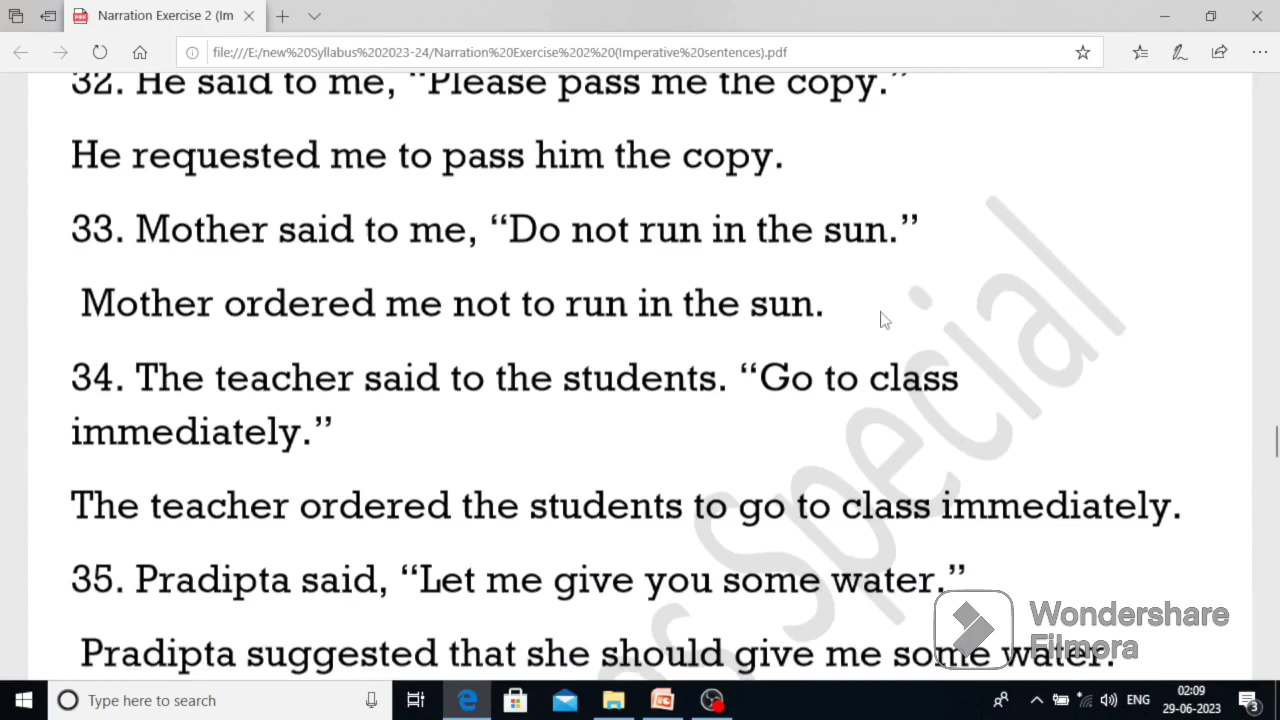 Narration Exercise 2 (Im
file:///E:/new%20Syllabus%202023-24/Narration%20Exercise%202%20(Imperative%20sentences).pdf
32. He said to me, “Please pass me the copy.”
He requested me to pass him the copy.
33. Mother said to me, “Do not run in the sun.”
Mother ordered me not to run in the sun.
34. The teacher said to the students. “Go to class
immediately.”
The teacher ordered the students to go to class immediately.
35. Pradipta said, “Let me give you some water.”
Pradipta suggested that she should give me some water.
Special
Wondershare
Filmora
Type here to search
ENG
02:09
29-06-2023
3